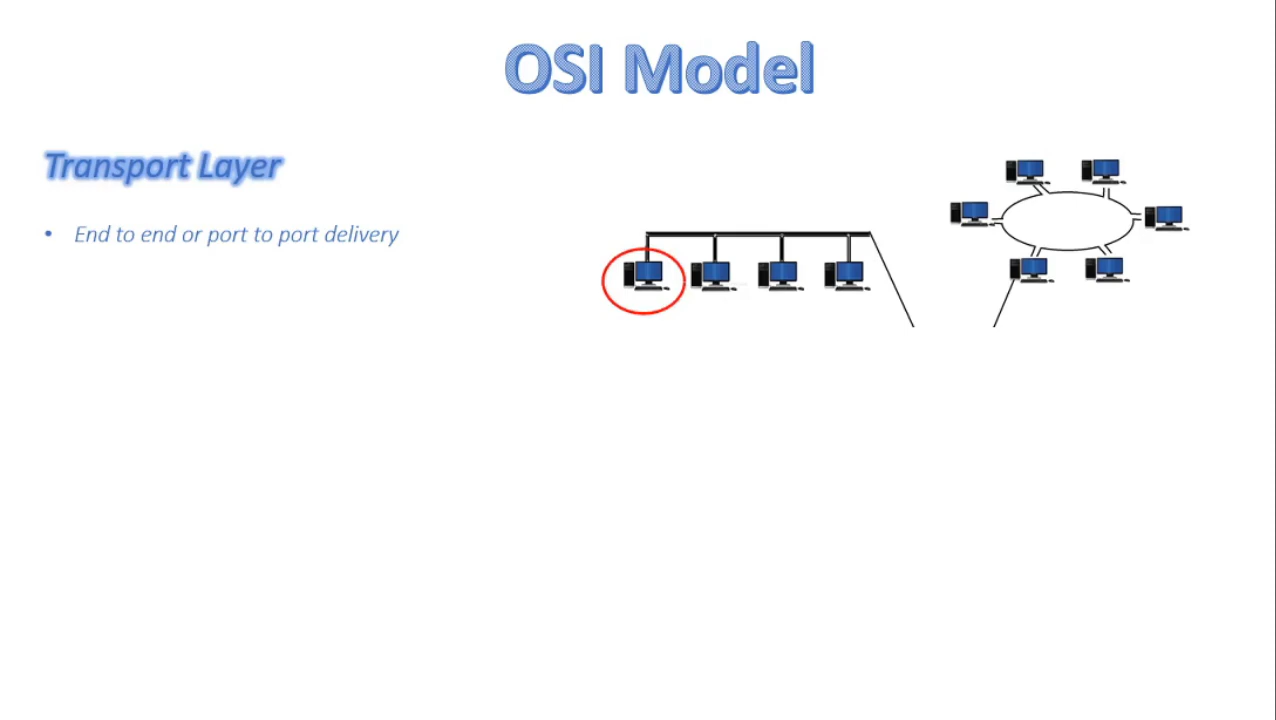 OSI Model
Transport Layer
• End to end or port to port delivery